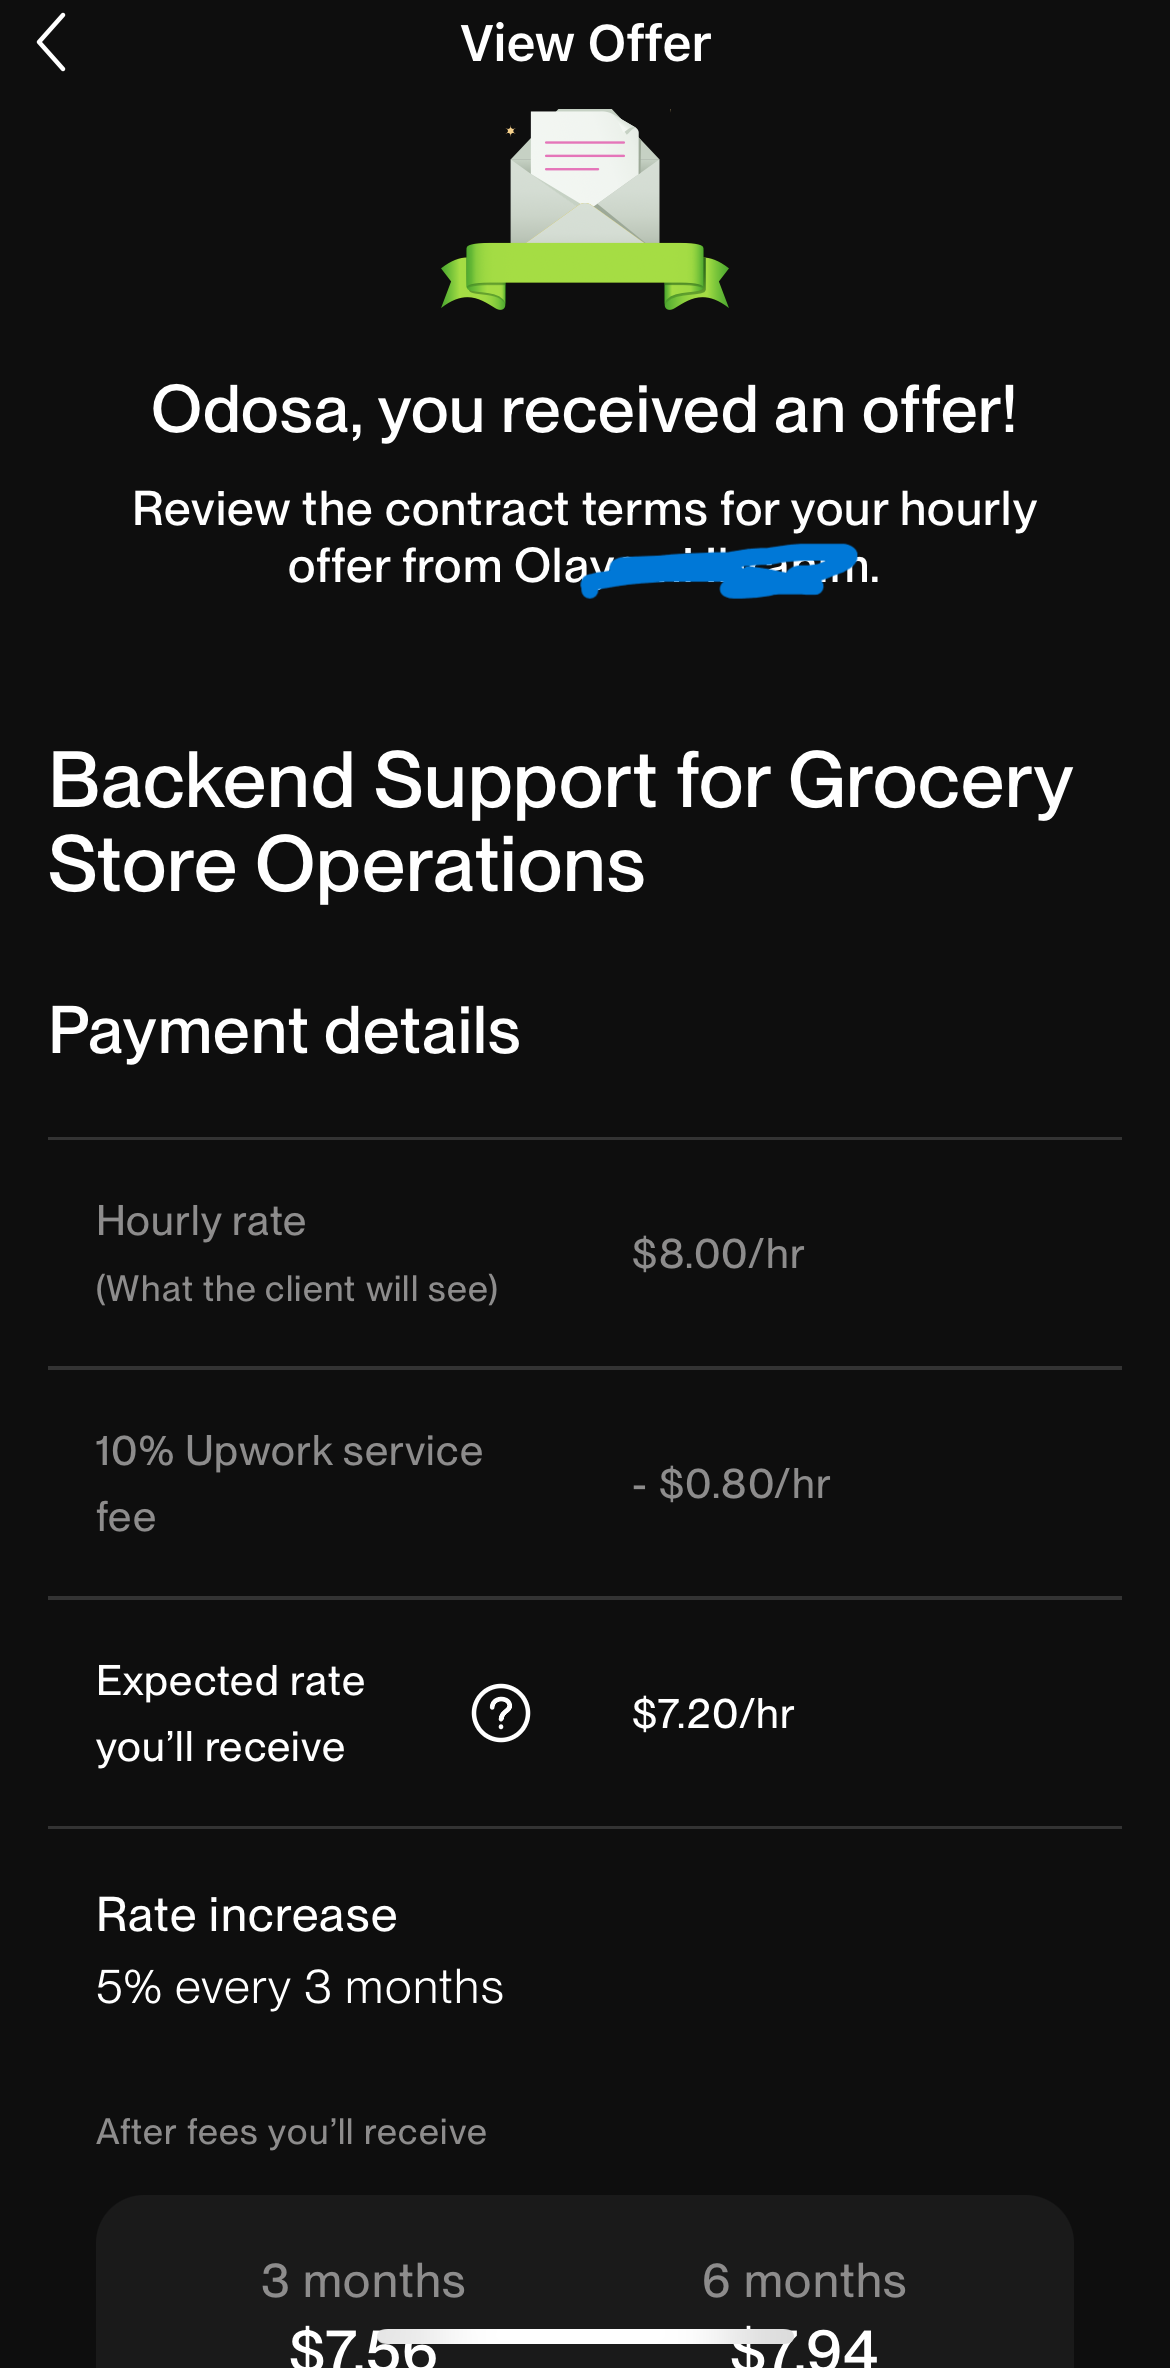 View Offer
Odosa, you received an offer!
Review the contract terms for your hourly
offer from
Backend Support for Grocery
Store Operations
Payment details
Hourly rate
$8.00/hr
(What the client will see)
10% Upwork service
fee
- $0.80/hr
Expected rate
you’ll receive
?
$7.20/hr
Rate increase
5% every 3 months
After fees you’ll receive
3 months
6 months
$7.56
$7.94